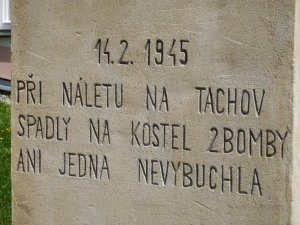 14.2. 1945
PŘI NÁLETU NA TACHOV
SPADLY NA KOSTEL 2BOMBY
ANI JEDNA NEVYBUCHLA